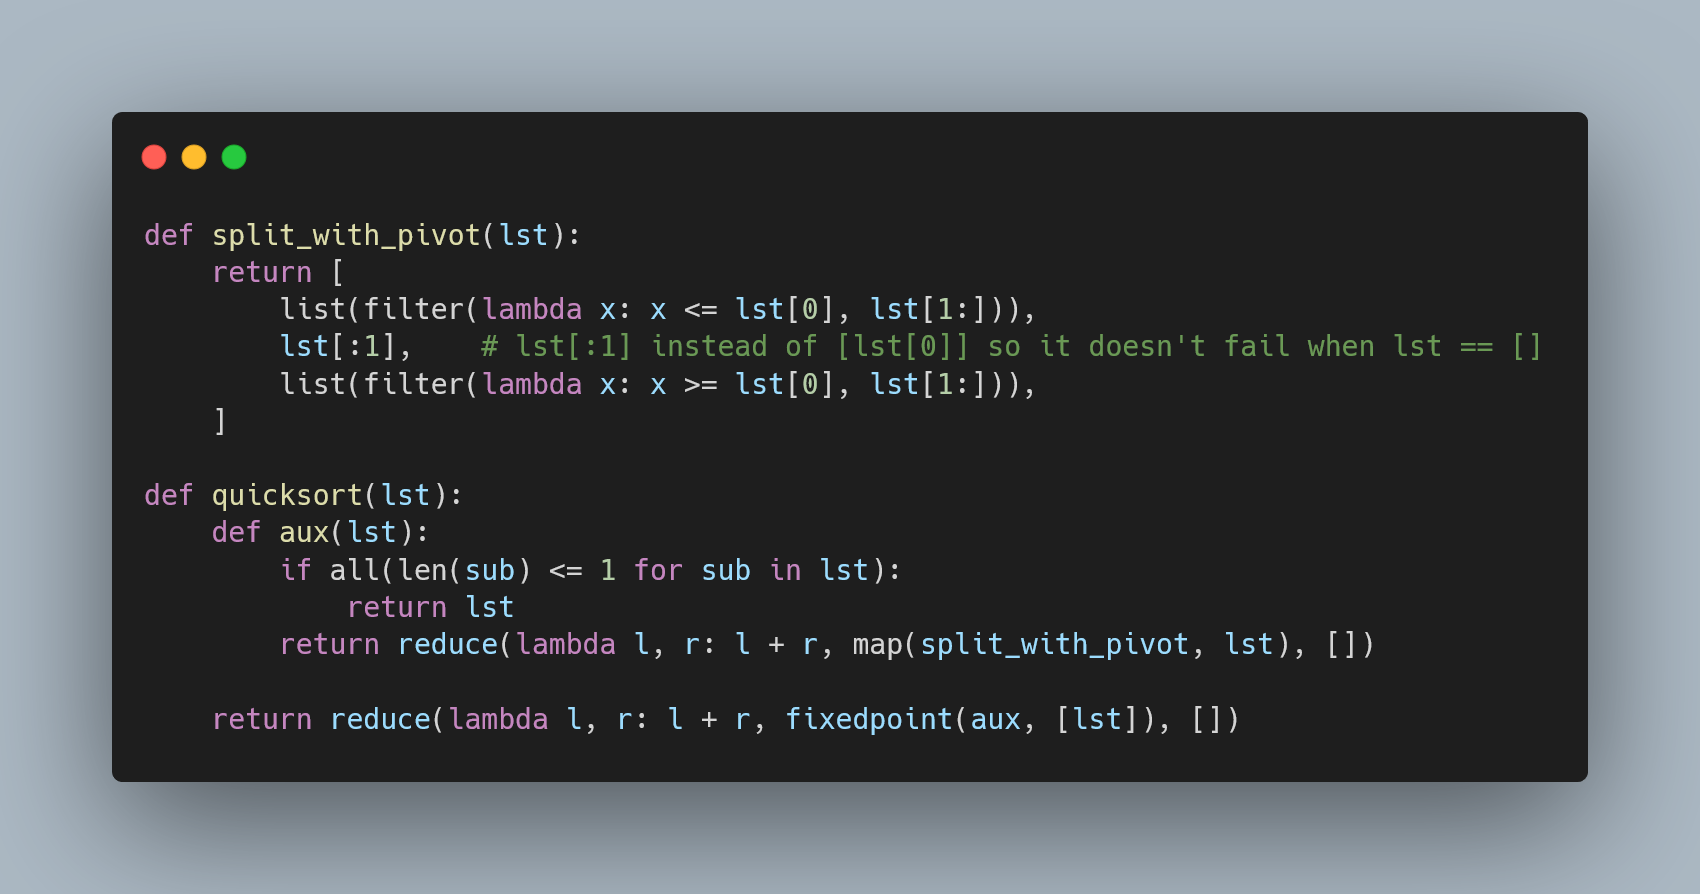 def split_with_pivot(lst):
    return [
        list(filter(lambda x: x <= lst[0], lst[1:])),
        lst[:1],    # lst[:1] instead of [lst[0]] so it doesn't fail when lst == []
        list(filter(lambda x: x >= lst[0], lst[1:])),
    ]

def quicksort(lst):
    def aux(lst):
        if all(len(sub) <= 1 for sub in lst):
            return lst
        return reduce(lambda l, r: l + r, map(split_with_pivot, lst), [])

    return reduce(lambda l, r: l + r, fixedpoint(aux, [lst]), [])